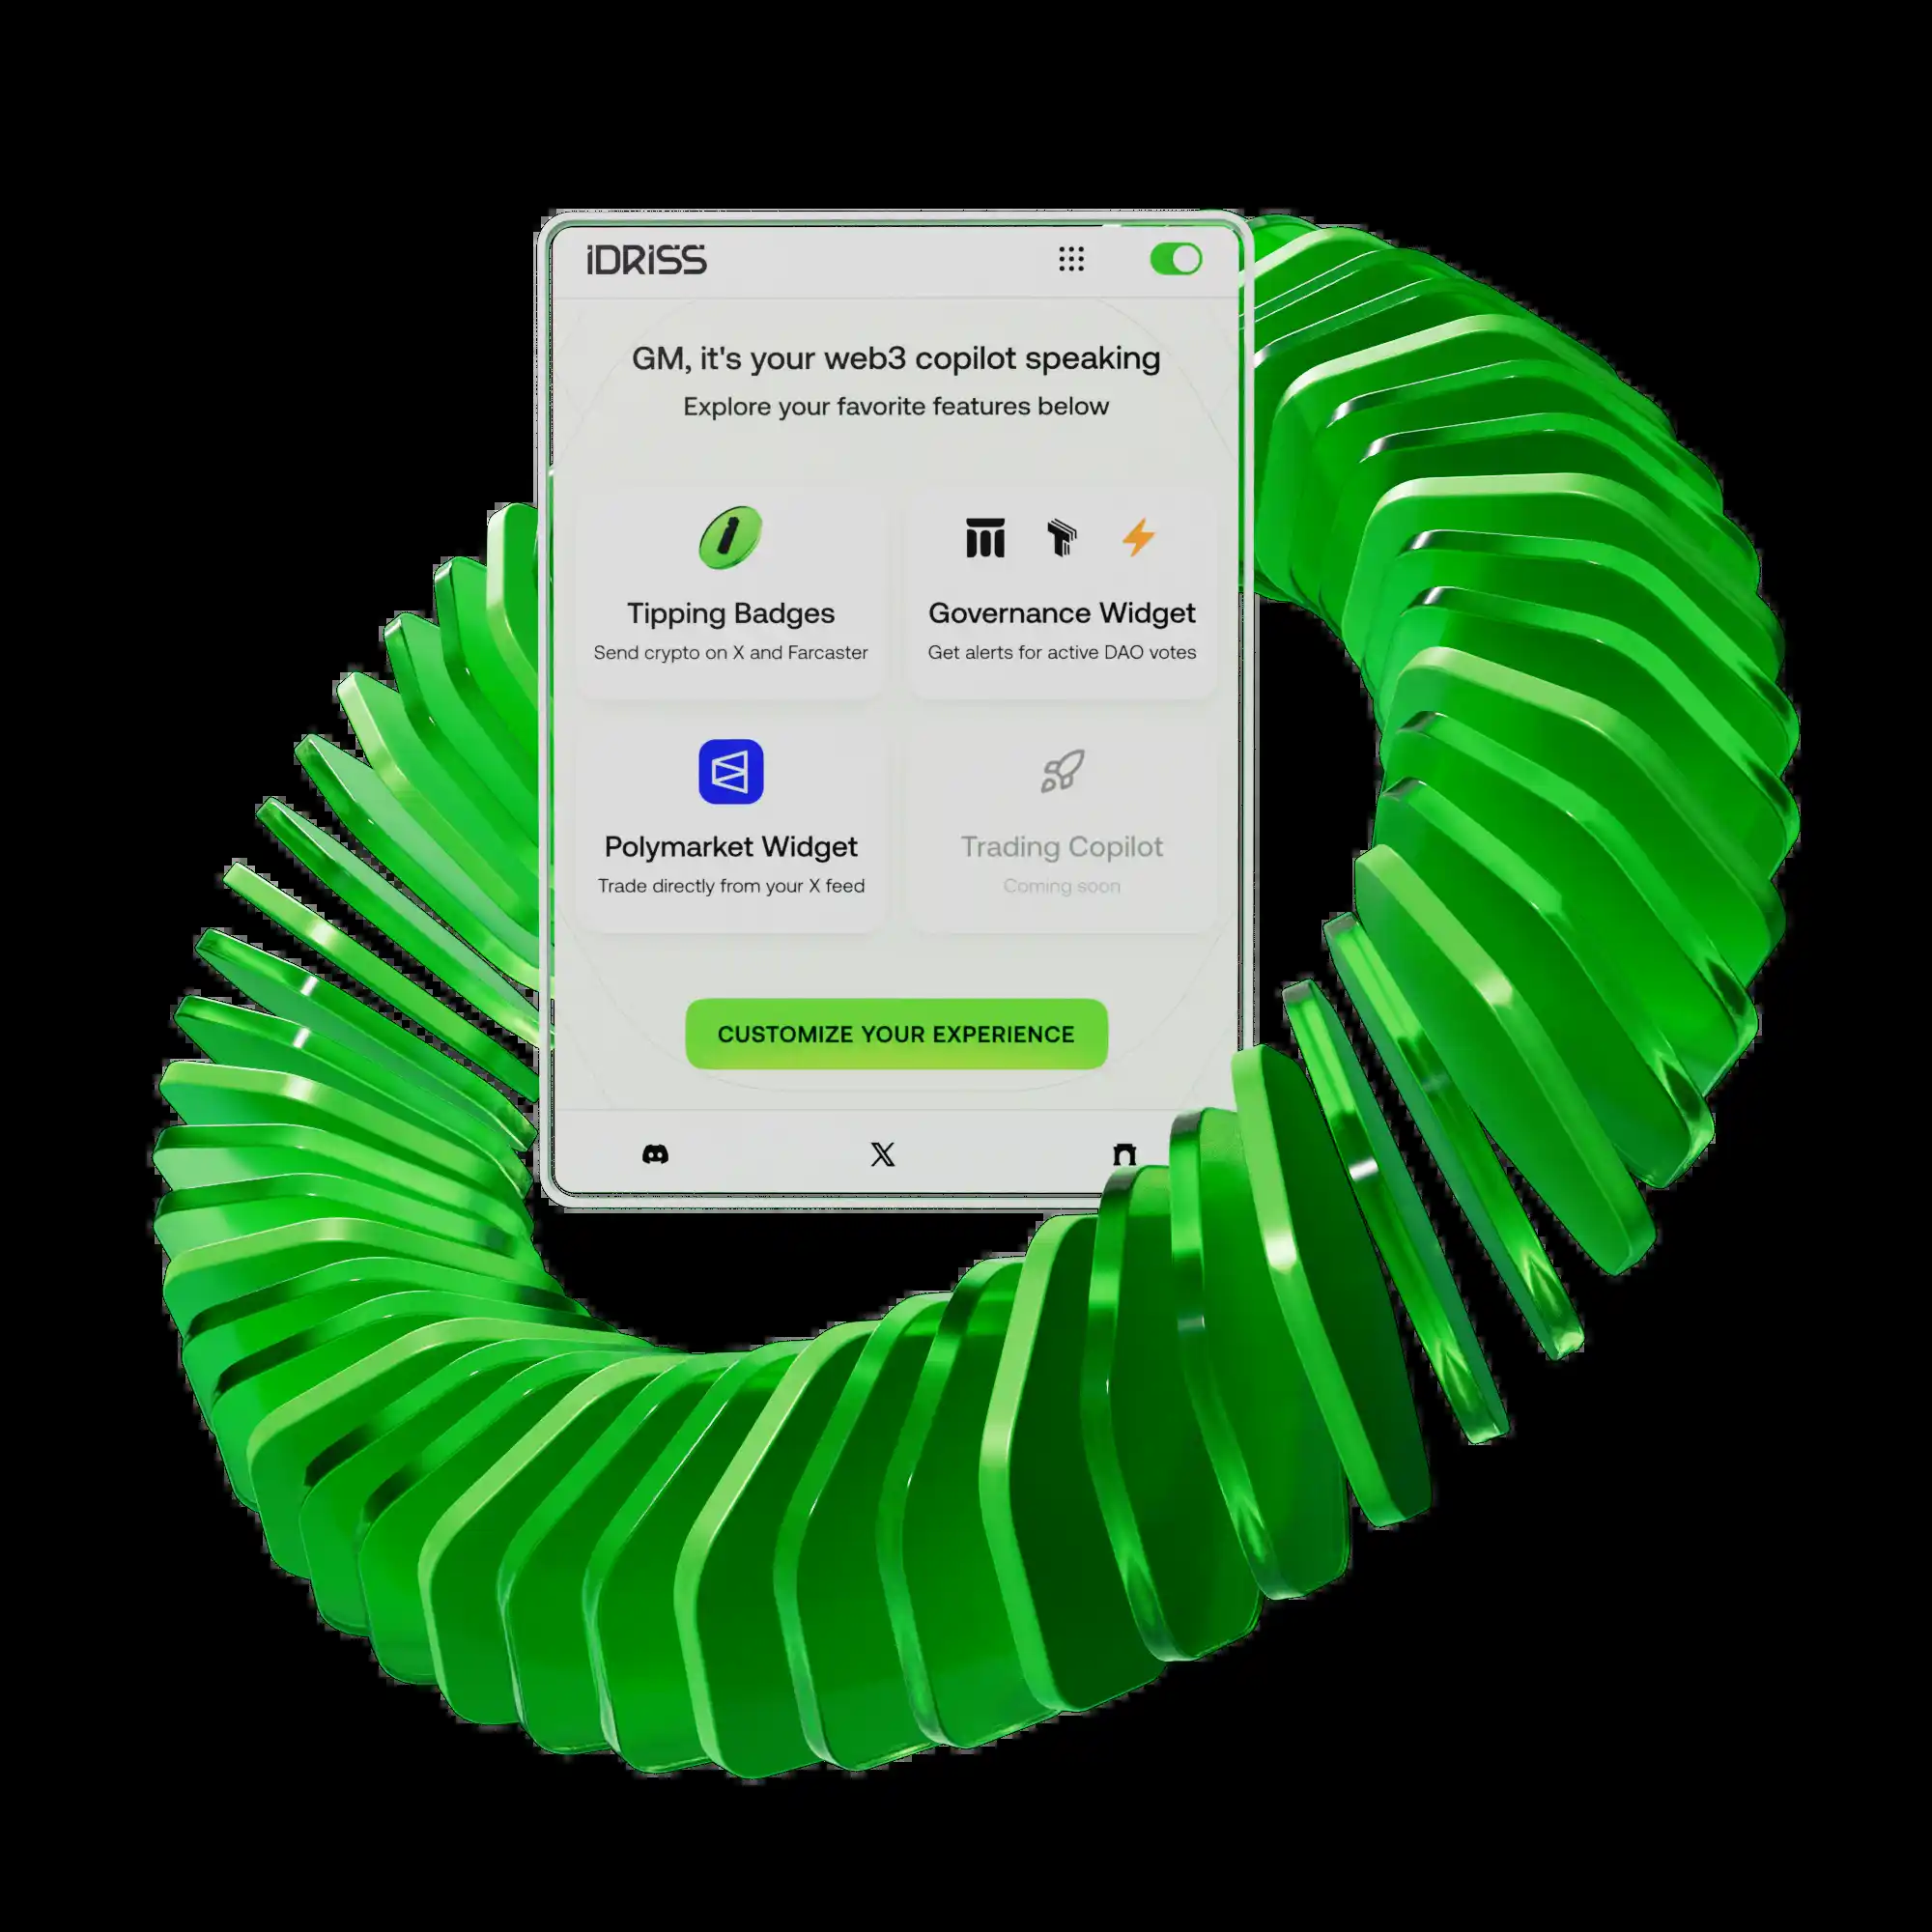 iDRiSS
GM, it's your web3 copilot speaking
Explore your favorite features below
Tipping Badges
Send crypto on X and Farcaster
Governance Widget
Get alerts for active DAO votes
Polymarket Widget
Trade directly from your X feed
Trading Copilot
Coming soon
CUSTOMIZE YOUR EXPERIENCE